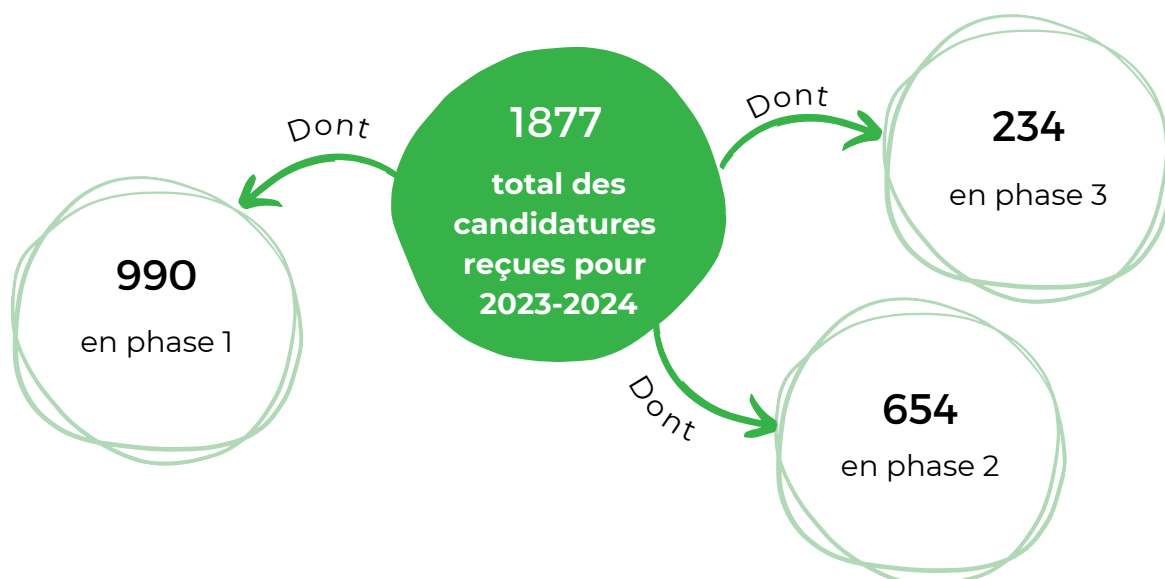 1877
total des
candidatures
reçues pour
2023-2024
Dont
990
en phase 1
Dont
654
en phase 2
Dont
234
en phase 3